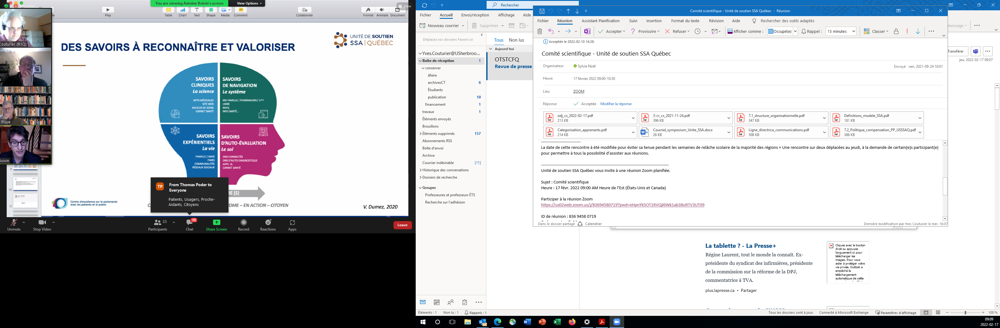 You are viewing Antoine Boivin's screen
View Options
View
Play
Table
Chart
Text
Shape
Media
Comment
Collaborate
Format
Animate
Document
Couturier (R1Q)
Pluye
Boivin
DES SAVOIRS À RECONNAÎTRE ET VALORISER
UNITÉ DE SOUTIEN
SSA | QUÉBEC
SAVOIRS
CLINIQUES
La science
APPS MÉDICALES
SITE WEB
MILIEUX DE SOINS
CARNET SANTÉ
SAVOIRS
DE NAVIGATION
Le système
MD FAMILLE / PHARMACIEN / 1ère
LIGNE
RSVQ
INFO SANTÉ...
SAVOIRS
EXPÉRIENTIELS
La vie
FAMILLE / AMIS
PAIRS
COMMUNAUTÉS
RÉSEAUX SOCIAUX
SAVOIRS
D'AUTO-ÉVALUATION
Le soi
ONS CONNECTÉS
ONS D'AUTO-DIAGNOSTIQUE
APPS IA
CARNET SANTÉ
RE (S)
OME – EN ACTION – CITOYEN
V. Dumez, 2020
Centre d'excellence sur le partenariat
avec les patients et le public
9
10
11
TP
From Thomas Poder to
Everyone
Patients, Usagers, Proche-
Aidants, Citoyens
Unmute
Stop Video
33
Participants
10
Chat
Share Screen
Record
Reactions
Apps
Leave
Rechercher
Fichier
Accueil
Envoi/réception
Affichage
Aide
Nouveau courrier
Supprimer
Déplacez vos dossiers Favoris ici
Yves.Couturier@USherbroo...
Boîte de réception 1
conserver
àfaire
archivesCT 6
Étudiants
publication 10
financement 1
travaux 1
Éléments envoyés
Brouillons
Éléments supprimés 157
Abonnements RSS
Boîte d'envoi
Archive
Courrier indésirable [11]
Historique des conversations
Dossiers de recherche
Groupes
Professeures et professeurs ÉTS
Recherche sur l'adhésion
Tous
Non lus
Aujourd'hui
OTSTCFQ
Revue de presse
Comité scientifique - Unité de soutien SSA Québec - Réunion
Fichier
Réunion
Assistant Planification
Suivi
Insertion
Format du texte
Révision
Aide
Rechercher des outils adaptés
Accepter
Provisoire
Refuser
Afficher comme :
Occupé(e)
Rappel :
15 minutes
Classer
message
Acceptée le 2022-02-10 14:28.
Comité scientifique - Unité de soutien SSA Québec
Transférer
jeu. 2022-02-17 09:07
Organisateur
Sylvie Noël
Envoyé ven. 2021-09-24 10:01
Heure
17 février 2022 09:00-10:30
Lieu
ZOOM
Réponse
Acceptée
Modifier la réponse
odj_cs_2022-02-17.pdf
213 KB
3-cr_cs_2021-11-24.pdf
396 KB
7.1_structure_organisationnelle.pdf
347 KB
Definitions_modele_SSA.pdf
181 KB
Categorisation_apprenants.pdf
214 KB
Courriel_symposium_Unite_SSA.docx
26 KB
Ligne_directrice_communications.pdf
508 KB
7.2_Politique_compensation_PP_USSSAQ.pdf
386 KB
La date de cette rencontre à été modifiée pour éviter sa tenue pendant les semaines de relâche scolaire de la majorité des régions + Une rencontre sur deux déplacées au jeudi, à la demande de certain(e)s participant(e)
pour permettre à tous la possibilité d'assister aux réunions.
Unité de soutien SSA Québec vous invite à une réunion Zoom planifiée.
Sujet : Comité scientifique
Heure : 17 févr. 2022 09:00 AM Heure de l'Est (États-Unis et Canada)
Participer à la réunion Zoom
https://us02web.zoom.us/j/83694580719?pwd=eHpnYk5OT1RVQjl6Wk1ab3BoRTV3UT09
ID de réunion : 836 9458 0719
Dans le dossier partagé
Calendrier
Dernière modification par Yves Couturier le mer. 16:07
La tablette ? - La Presse+
Régine Laurent, tout le monde la connaît. Ex-
présidente du syndicat des infirmières, présidente
de la commission sur la réforme de la DPJ,
commentatrice à TVA.
plus.lapresse.ca • Partager
Cliquez avec le bouton
droit ou appuyez
longuement ici pour
télécharger les
images. Pour vous
aider à protéger votre
vie privée, Outlook a
empêché le
téléchargement
automatique de cette
Éléments : 1
Non lu : 1
Rappels : 1
Tous les dossiers sont à jour.
Connecté à Microsoft Exchange
Paramètres d'affichage
100 %
09:09
2022-02-17